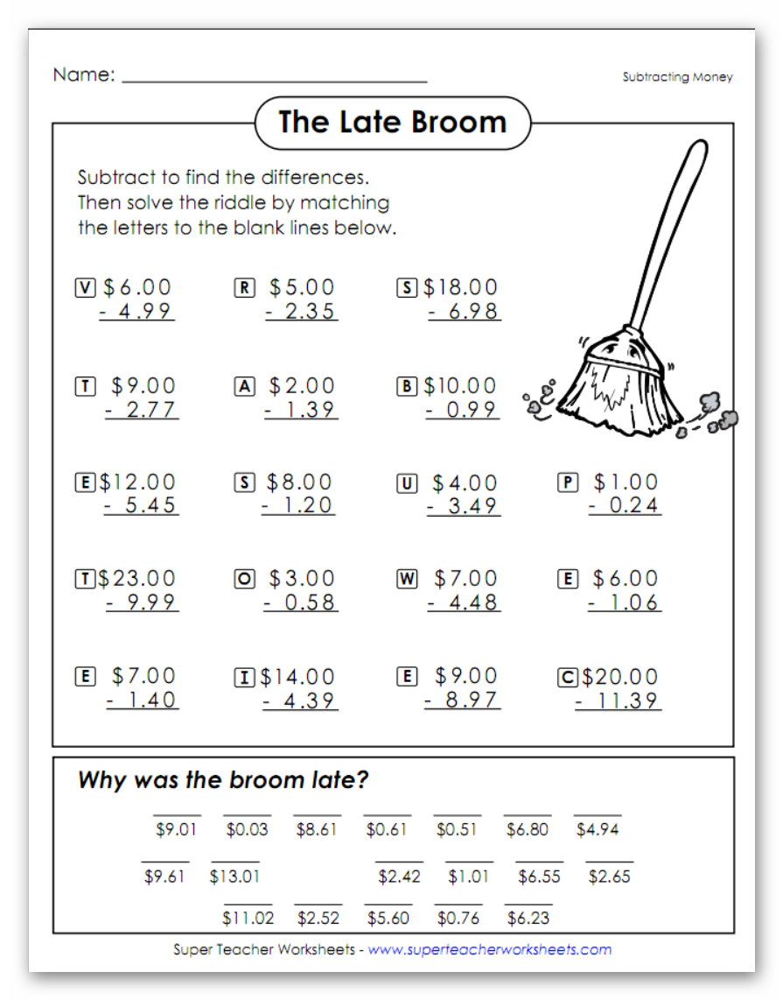 Name: ____________________ Subtracting Money
The Late Broom
Subtract to find the differences.
Then solve the riddle by matching
the letters to the blank lines below.
V $6.00 R $5.00 S $18.00
- 4.99 - 2.35 - 6.98
T $9.00 A $2.00 B $10.00
- 2.77 - 1.39 - 0.99
E $12.00 S $8.00 U $4.00 P $1.00
- 5.45 - 1.20 - 3.49 - 0.24
T $23.00 O $3.00 W $7.00 E $6.00
- 9.99 - 0.58 - 4.48 - 1.06
E $7.00 I $14.00 E $9.00 C $20.00
- 1.40 - 4.39 - 8.97 - 11.39
Why was the broom late?
$9.01 $0.03 $8.61 $0.61 $0.51 $6.80 $4.94
$9.61 $13.01 $2.42 $1.01 $6.55 $2.65
$11.02 $2.52 $5.60 $0.76 $6.23
Super Teacher Worksheets - www.superteacherworksheets.com